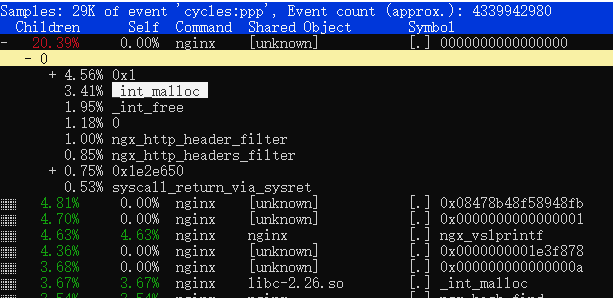 Samples: 29K of event 'cycles:ppp', Event count (approx.): 4339942980
Children Self Command Shared Object Symbol
- 20.39% 0.00% nginx [unknown] [.] 0000000000000000
- 0
+ 4.56% 0x1
3.41% _int_malloc
1.95% _int_free
1.18% 0
1.00% ngx_http_header_filter
0.85% ngx_http_headers_filter
+ 0.75% 0x1e2e650
0.53% syscall_return_via_sysret
4.81% 0.00% nginx [unknown] [.] 0x08478b48f58948fb
4.70% 0.00% nginx [unknown] [.] 0x0000000000000001
4.63% 4.63% nginx nginx [.] ngx_vslprintf
4.36% 0.00% nginx [unknown] [.] 0x0000000001e3f878
3.68% 0.00% nginx [unknown] [.] 0x000000000000000a
3.67% 3.67% nginx libc-2.26.so [.] _int_malloc